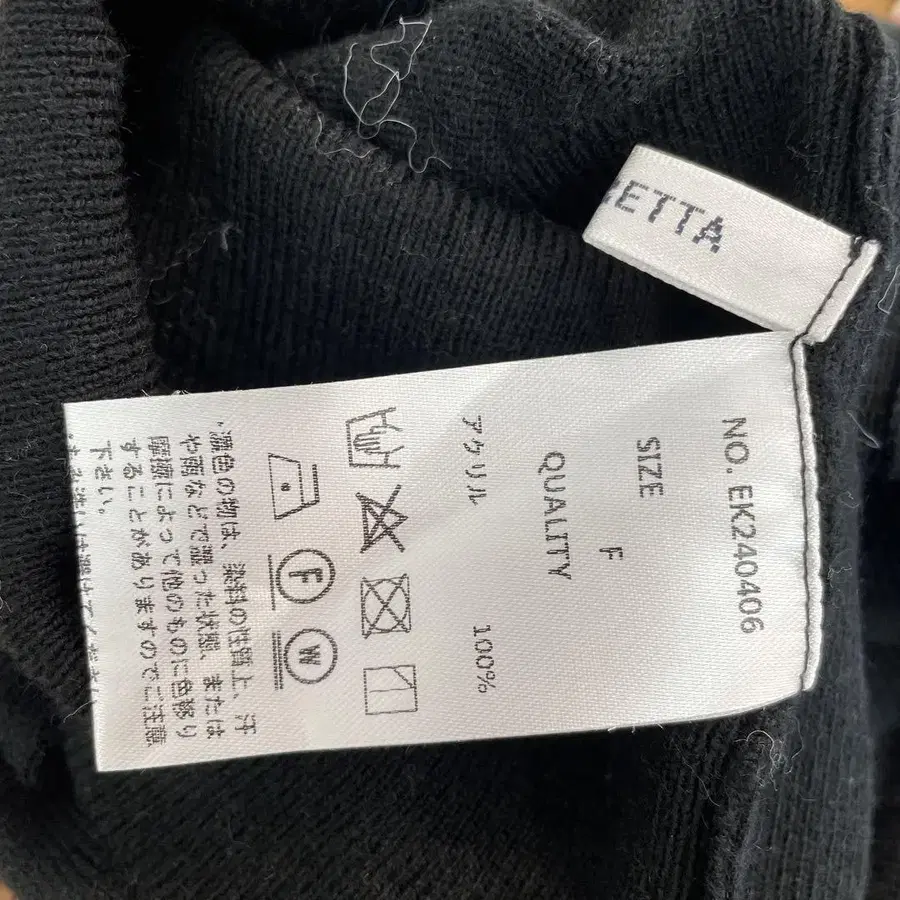 ETTA
NO. EK240406
SIZE
F
QUALITY
アクリル 100%
F W
・濃色の物は、染料の性質上、汗
や雨などで湿った状態、または
摩擦によって他のものに色移り
することがありますのでご注意
下さい。